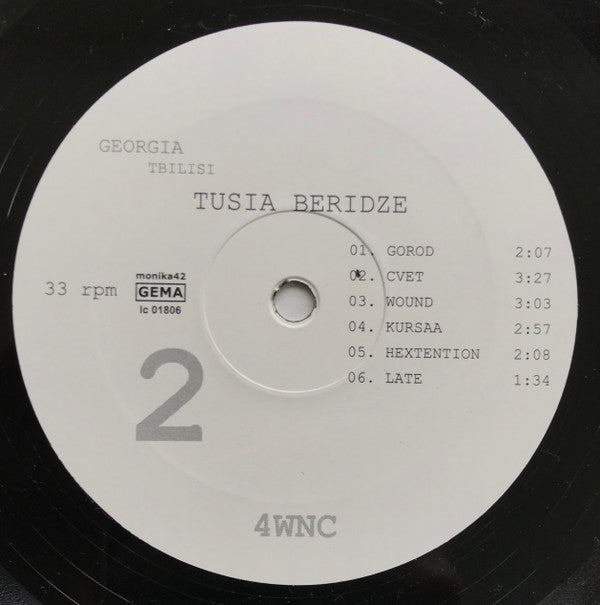 GEORGIA
TBILISI
TUSIA BERIDZE
01. GOROD 2:07
02. CVET 3:27
03. WOUND 3:03
04. KURSAA 2:57
05. HEXTENTION 2:08
06. LATE 1:34
33 rpm
monika42
GEMA
lc 01806
2
4WNC